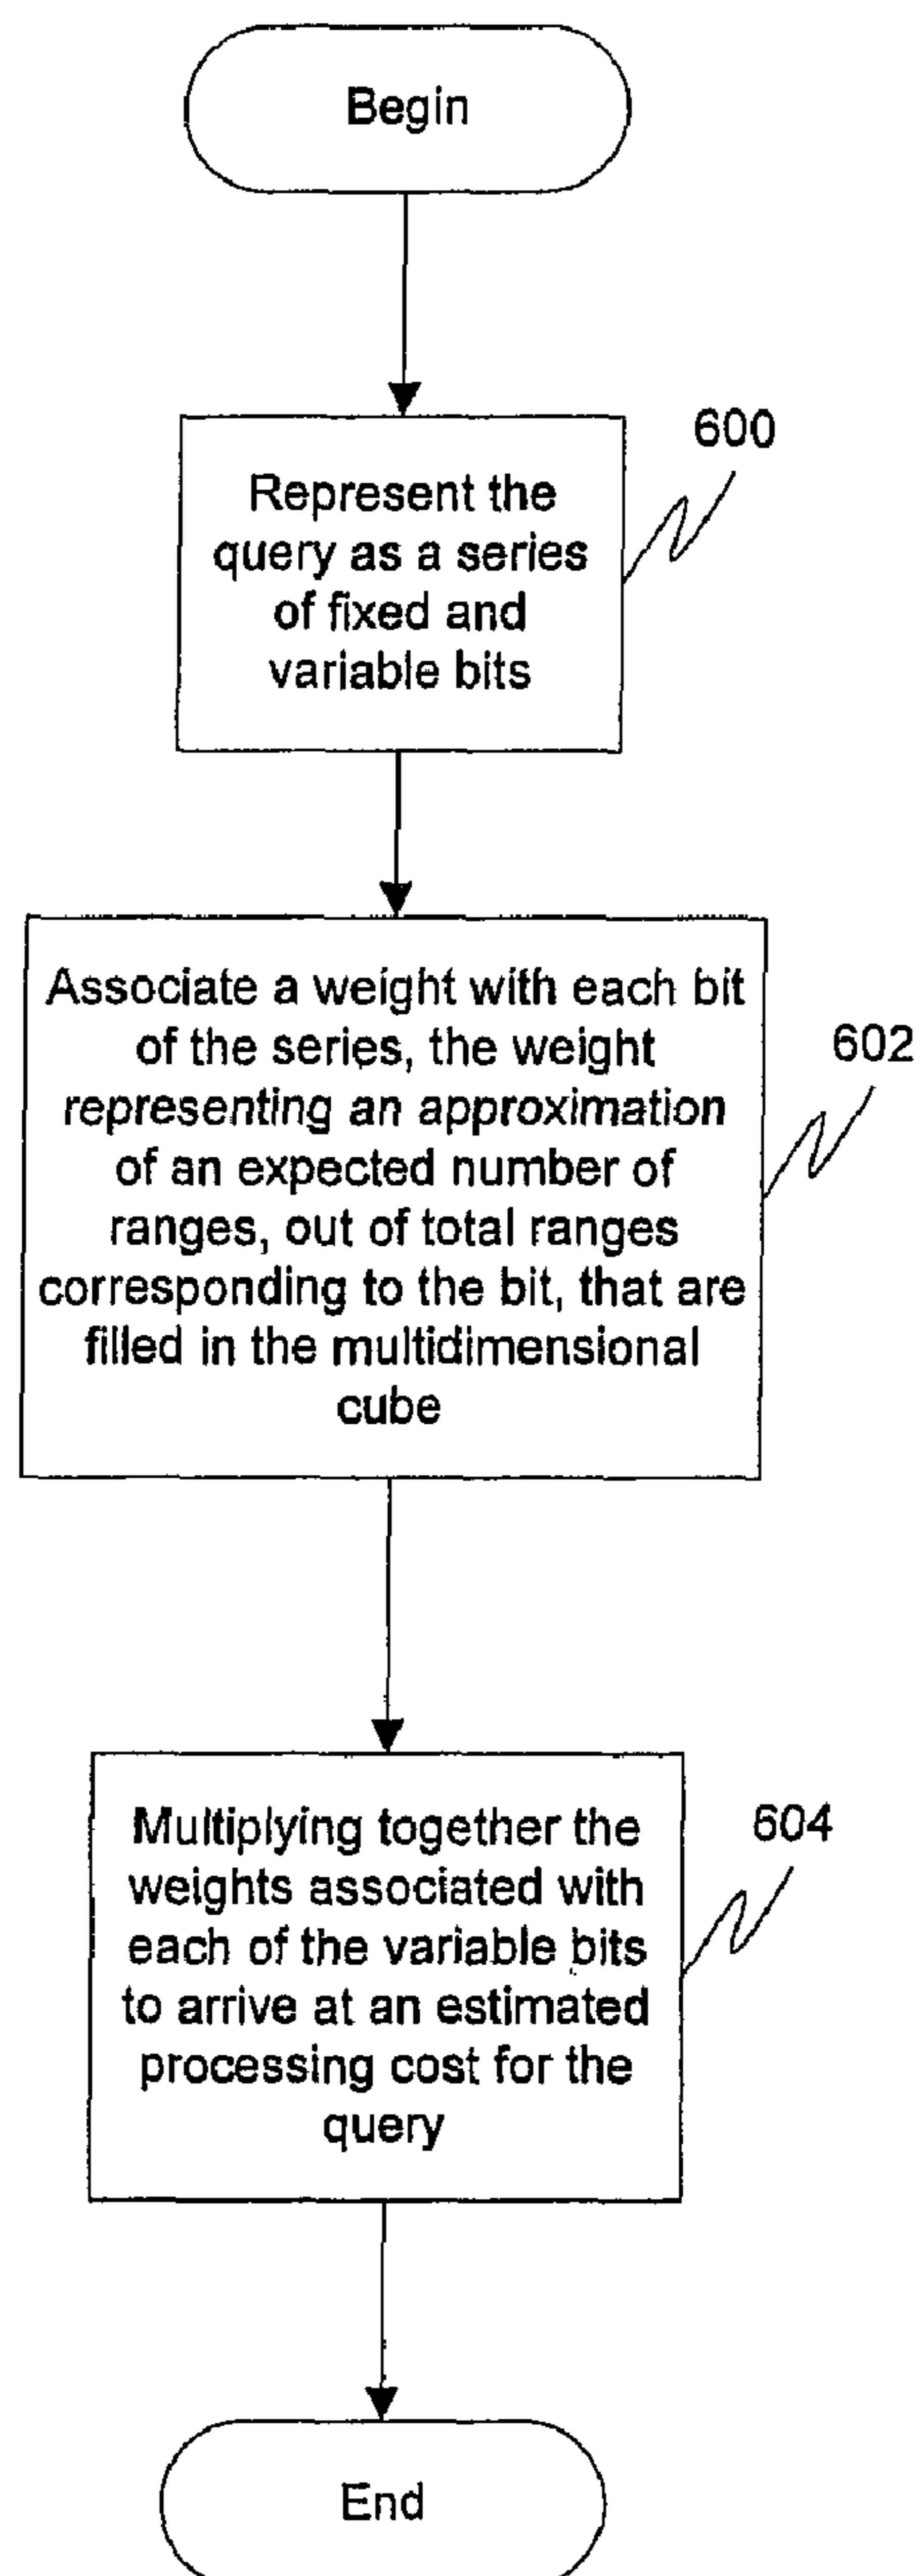 Begin
600
Represent the
query as a series
of fixed and
variable bits
602
Associate a weight with each bit
of the series, the weight
representing an approximation
of an expected number of
ranges, out of total ranges
corresponding to the bit, that are
filled in the multidimensional
cube
604
Multiplying together the
weights associated with
each of the variable bits
to arrive at an estimated
processing cost for the
query
End